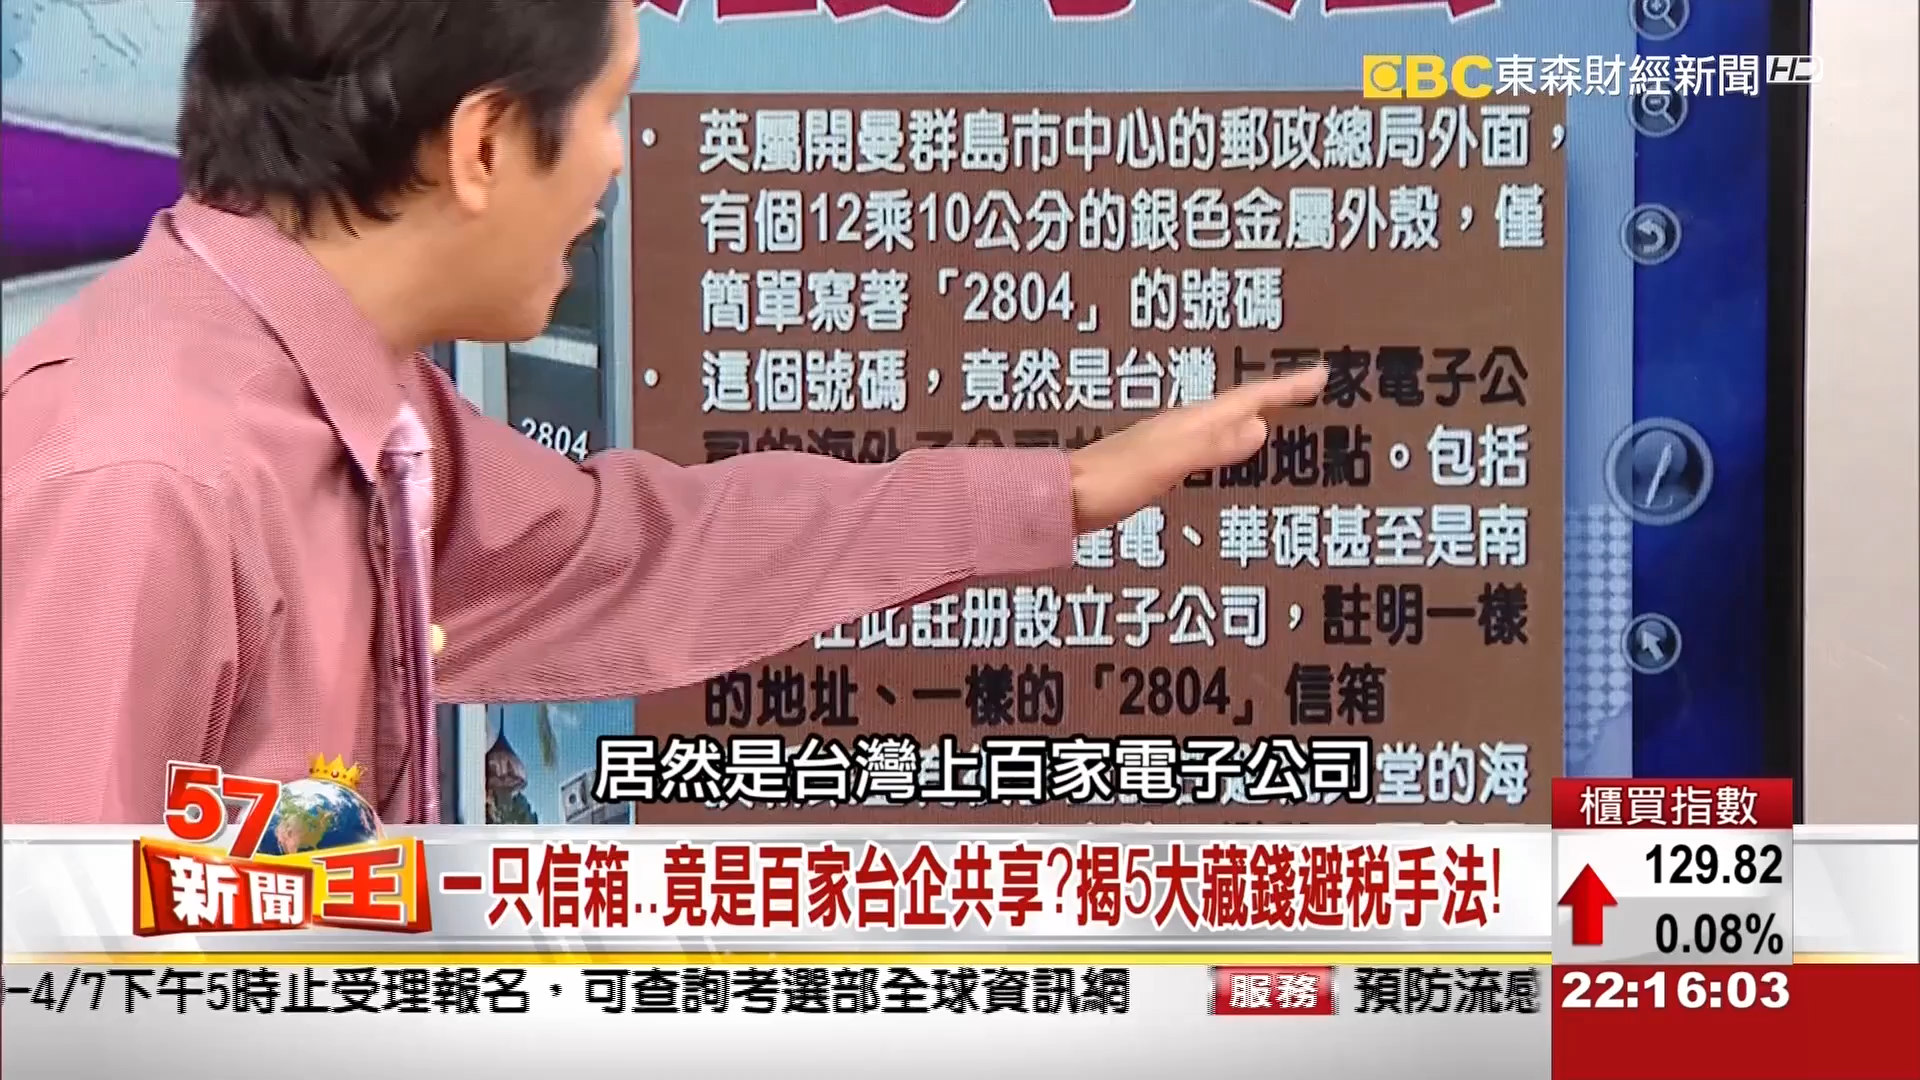 EBC東森財經新聞HD
• 英屬開曼群島市中心的郵政總局外面，
有個12乘10公分的銀色金屬外殼，僅
簡單寫著「2804」的號碼
• 這個號碼，竟然是台灣上百家電子公
地點。包括
電、華碩甚至是南
此註册設立子公司，註明一樣
的地址、一樣的「2804」信箱
堂的海
2804
居然是台灣上百家電子公司
57
新聞王
一只信箱..竟是百家台企共享?揭5大藏錢避稅手法!
櫃買指數
129.82
0.08%
-4/7下午5時止受理報名，可查詢考選部全球資訊網
服務
預防流感
22:16:03